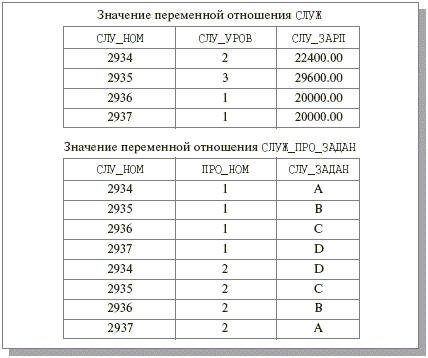 Значение переменной отношения СЛУЖ
СЛУ_НОМ СЛУ_УРОВ СЛУ_ЗАРП
2934 2 22400.00
2935 3 29600.00
2936 1 20000.00
2937 1 20000.00
Значение переменной отношения СЛУЖ_ПРО_ЗАДАН
СЛУ_НОМ ПРО_НОМ СЛУ_ЗАДАН
2934 1 A
2935 1 B
2936 1 C
2937 1 D
2934 2 D
2935 2 C
2936 2 B
2937 2 A